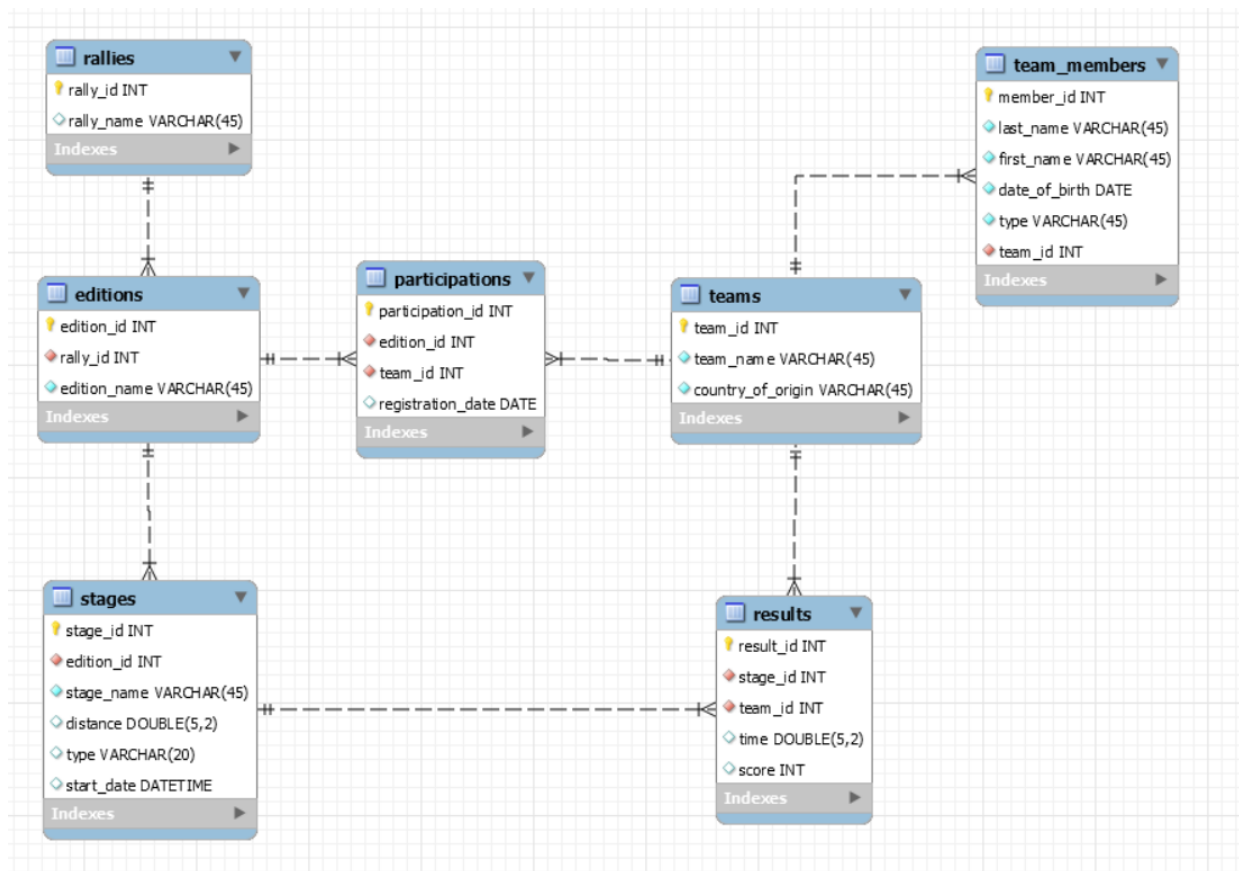 rallies
rally_id INT
rally_name VARCHAR(45)
Indexes
team_members
member_id INT
last_name VARCHAR(45)
first_name VARCHAR(45)
date_of_birth DATE
type VARCHAR(45)
team_id INT
Indexes
editions
edition_id INT
rally_id INT
edition_name VARCHAR(45)
Indexes
participations
participation_id INT
edition_id INT
team_id INT
registration_date DATE
Indexes
teams
team_id INT
team_name VARCHAR(45)
country_of_origin VARCHAR(45)
Indexes
stages
stage_id INT
edition_id INT
stage_name VARCHAR(45)
distance DOUBLE(5,2)
type VARCHAR(20)
start_date DATETIME
Indexes
results
result_id INT
stage_id INT
team_id INT
time DOUBLE(5,2)
score INT
Indexes